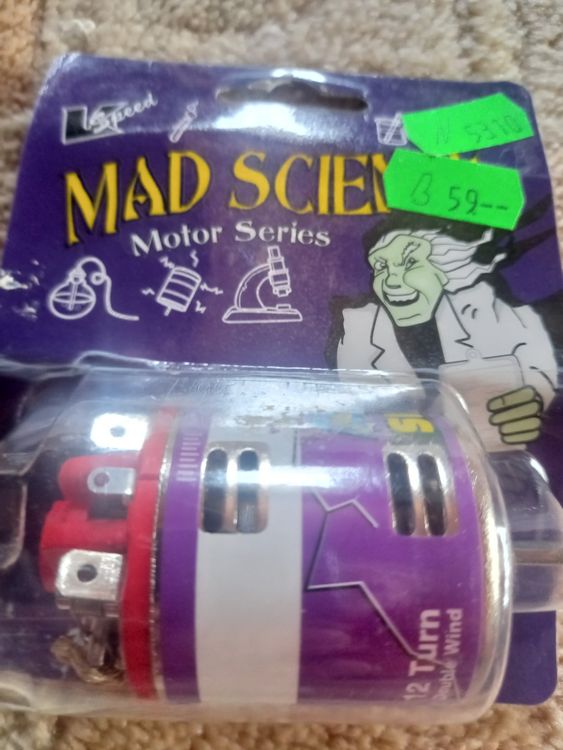 Speed
N 5310
MAD SCIEN
B 59--
Motor Series
12 Turn
Double Wind